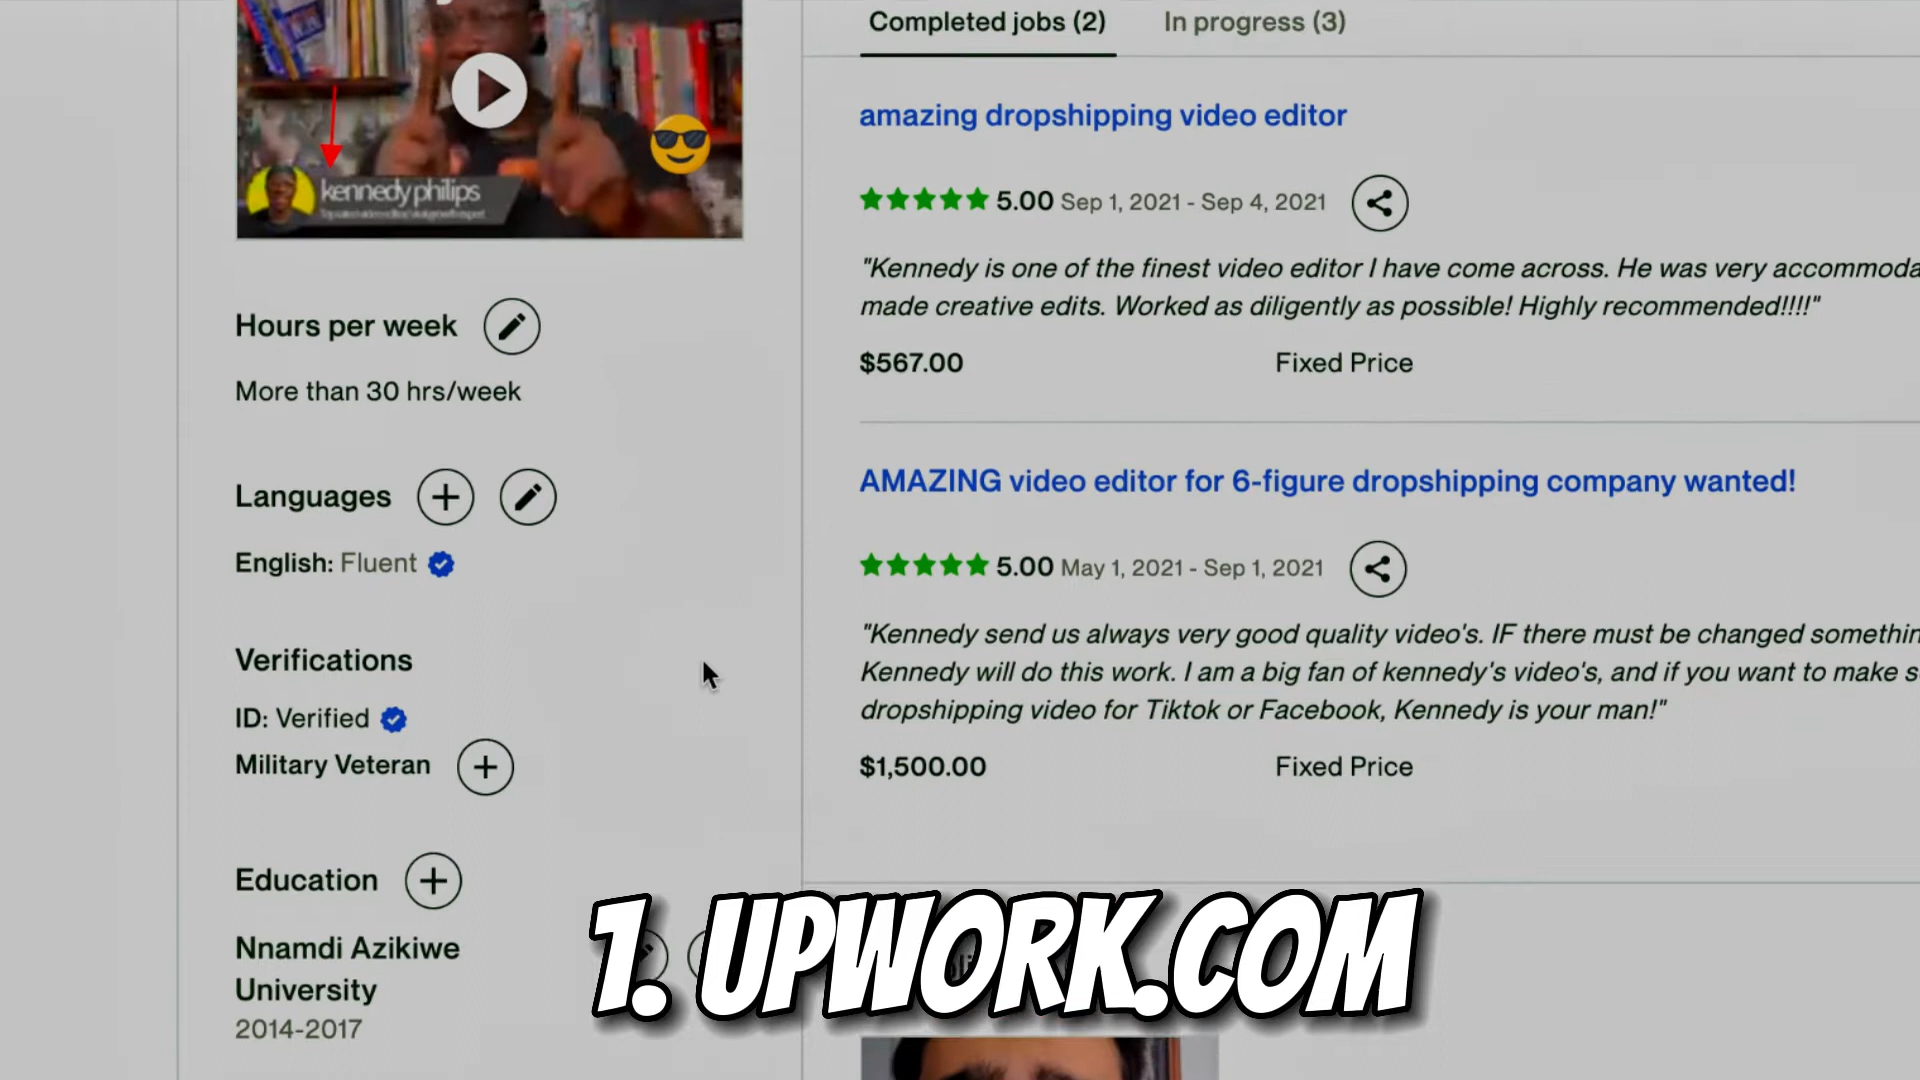 kennedy philips
Hours per week
More than 30 hrs/week
Languages
English: Fluent
Verifications
ID: Verified
Military Veteran
Education
Nnamdi Azikiwe
University
2014-2017
Completed jobs (2)
In progress (3)
amazing dropshipping video editor
5.00 Sep 1, 2021 - Sep 4, 2021
"Kennedy is one of the finest video editor I have come across. He was very accommoda
made creative edits. Worked as diligently as possible! Highly recommended!!!!"
$567.00 Fixed Price
AMAZING video editor for 6-figure dropshipping company wanted!
5.00 May 1, 2021 - Sep 1, 2021
"Kennedy send us always very good quality video's. IF there must be changed somethin
Kennedy will do this work. I am a big fan of kennedy's video's, and if you want to make s
dropshipping video for Tiktok or Facebook, Kennedy is your man!"
$1,500.00 Fixed Price
1. UPWORK.COM